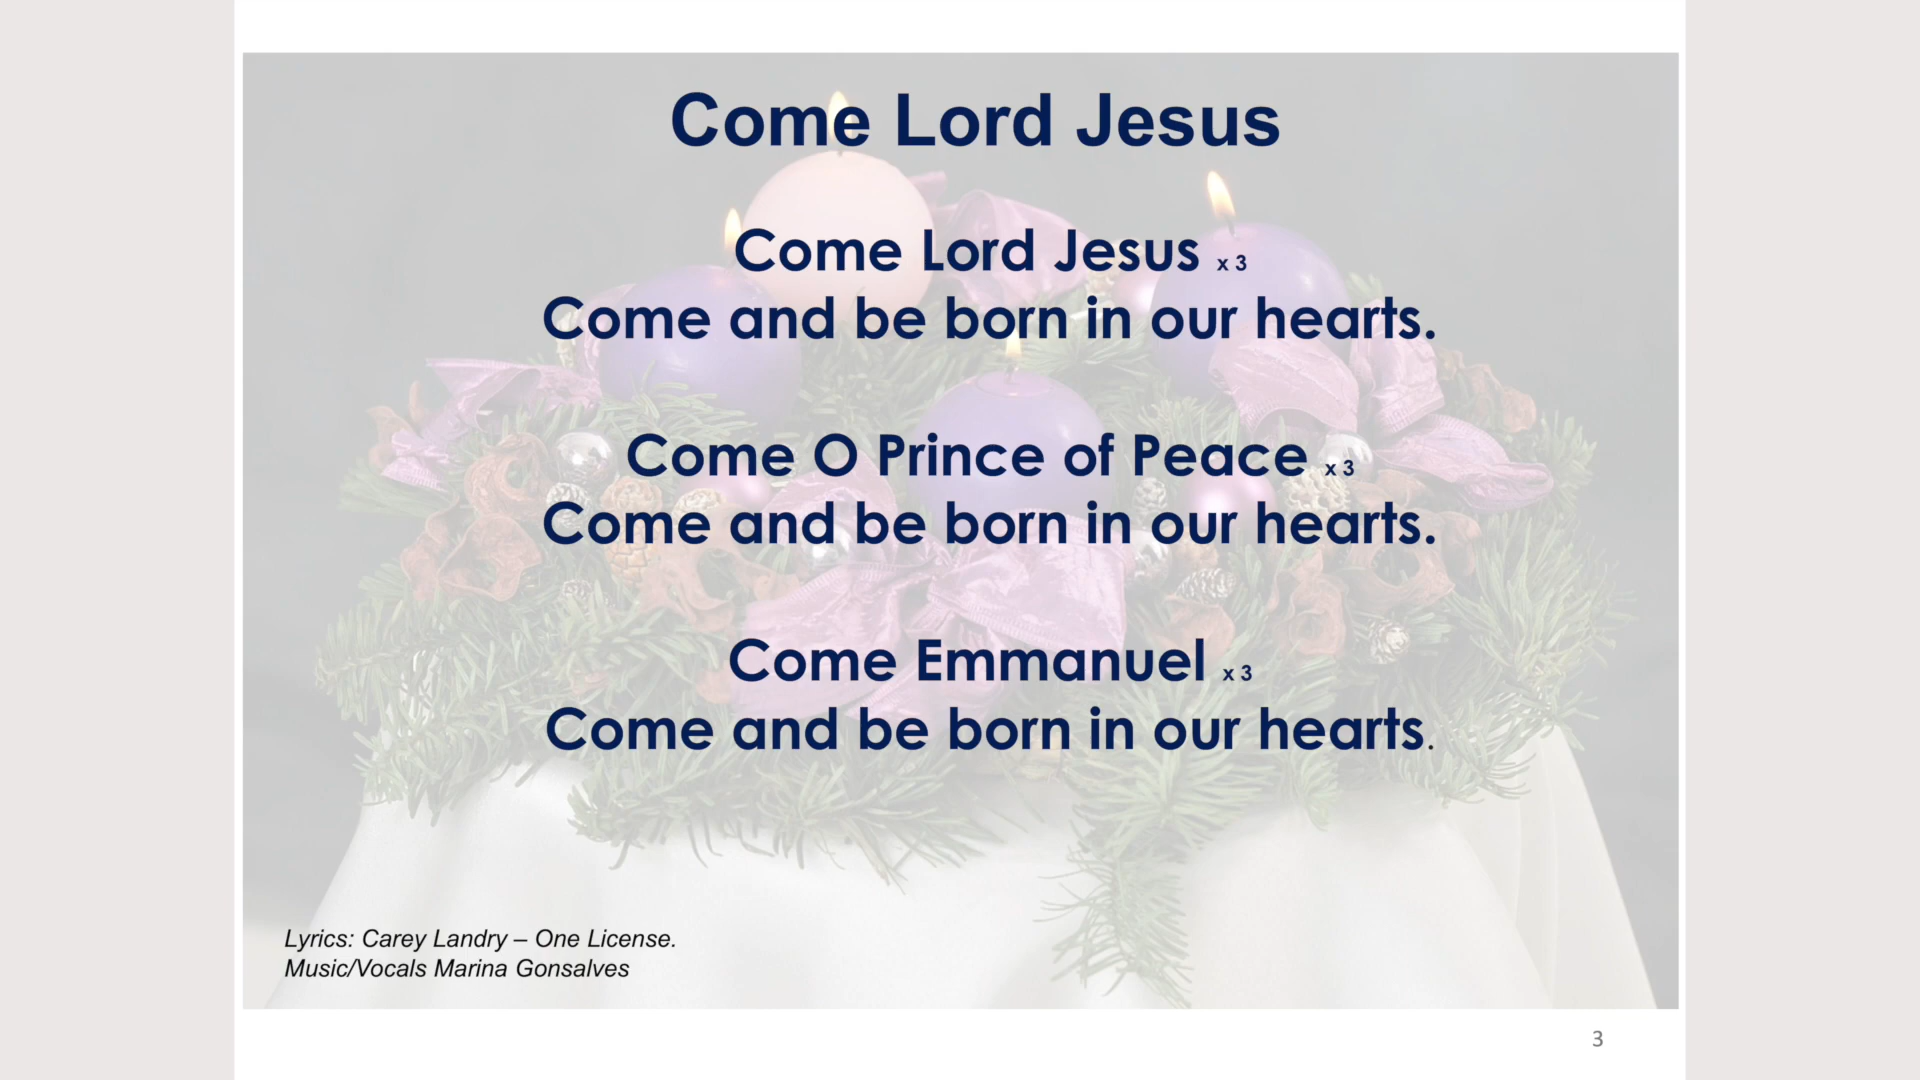 Come Lord Jesus
Come Lord Jesus x 3
Come and be born in our hearts.
Come O Prince of Peace x 3
Come and be born in our hearts.
Come Emmanuel x 3
Come and be born in our hearts.
Lyrics: Carey Landry – One License.
Music/Vocals Marina Gonsalves
3